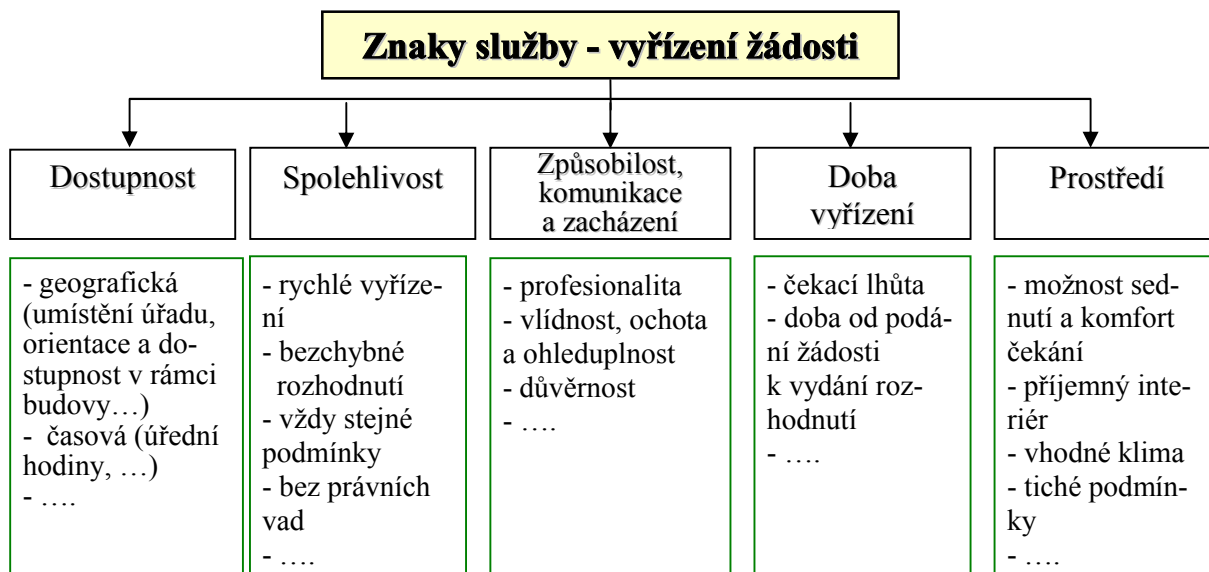 Znaky služby - vyřízení žádosti
Dostupnost
Spolehlivost
Způsobilost,
komunikace
a zacházení
Doba
vyřízení
Prostředí
- geografická
(umístění úřadu,
orientace a do-
stupnost v rámci
budovy…)
- časová (úřední
hodiny, …)
- ….
- rychlé vyříze-
ní
- bezchybné
rozhodnutí
- vždy stejné
podmínky
- bez právních
vad
- ….
- profesionalita
- vlídnost, ochota
a ohleduplnost
- důvěrnost
- ….
- čekací lhůta
- doba od podá-
ní žádosti
k vydání roz-
hodnutí
- ….
- možnost sed-
nutí a komfort
čekání
- příjemný inte-
riér
- vhodné klima
- tiché podmín-
ky
- ….